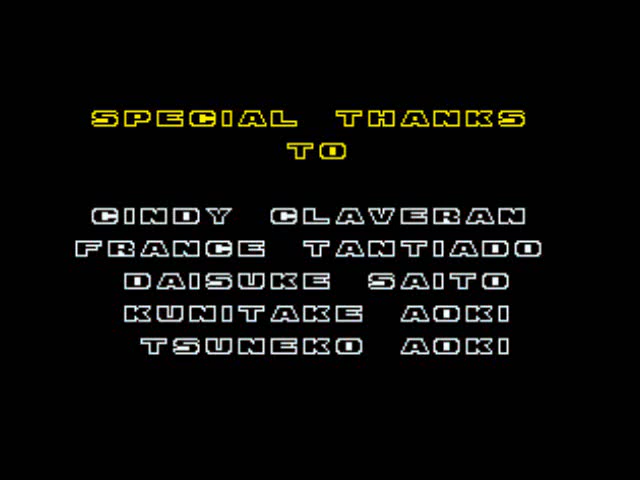 SPECIAL THANKS
TO
CINDY CLAVERAN
FRANCE TANTIADO
DAISUKE SAITO
KUNITAKE AOKI
TSUNEKO AOKI